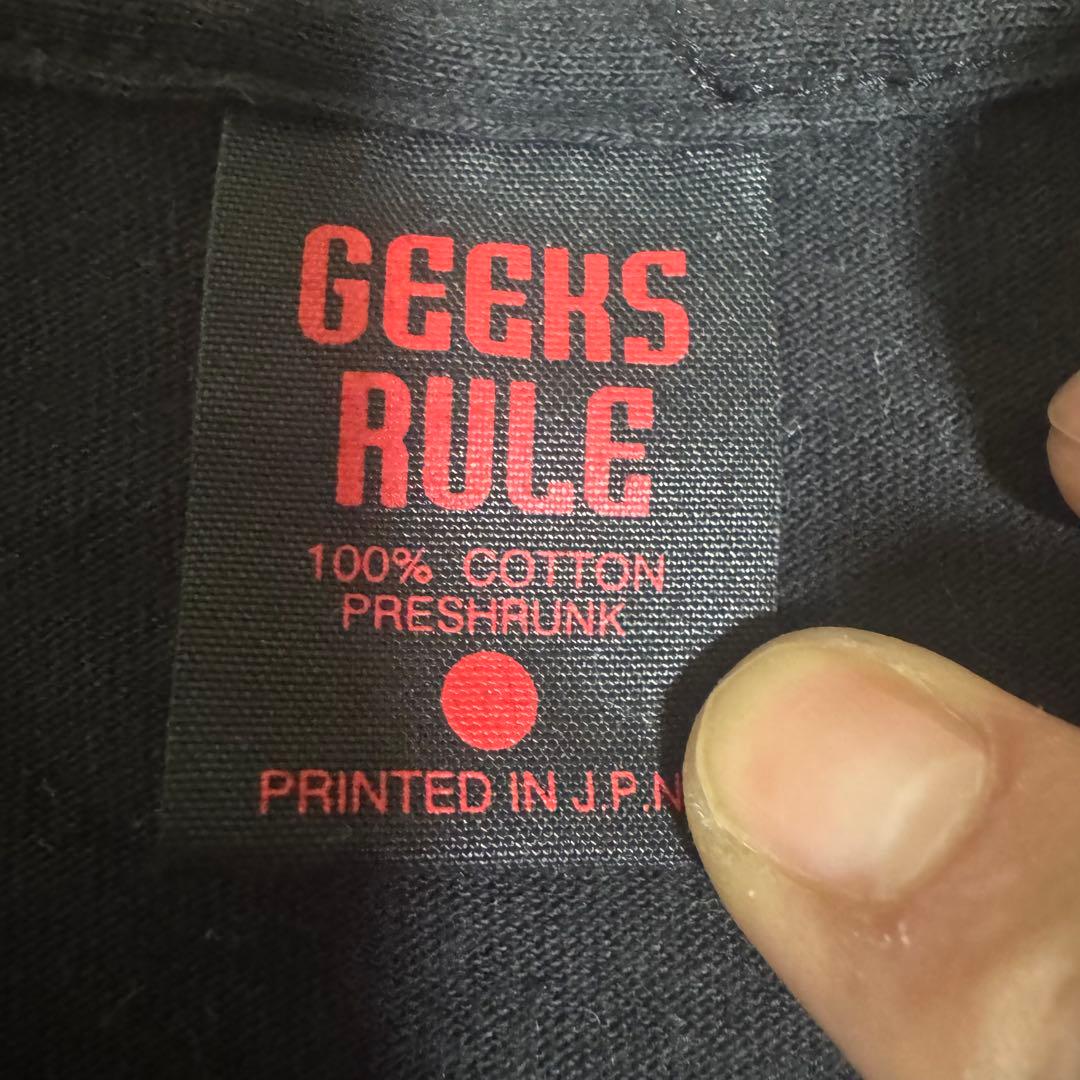 GEEKS
RULE
100% COTTON
PRESHRUNK
PRINTED IN J.P.N